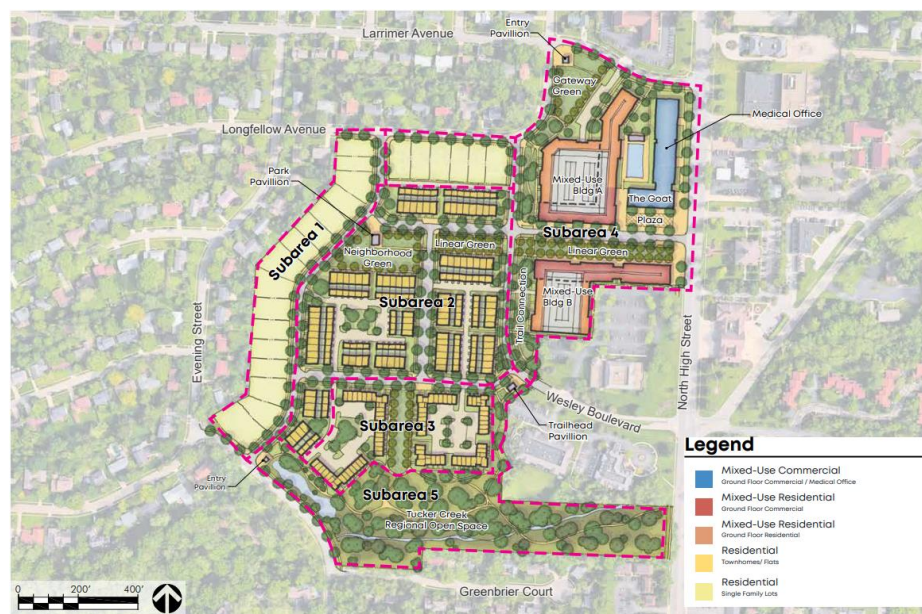 Larrimer Avenue
Entry
Pavilion
Gateway
Green
Medical Office
Longfellow Avenue
Park
Pavillion
Mixed-Use
Bldg A
The Goat
Plaza
Subarea 1
Subarea 4
Linear Green
Linear Green
Neighborhood
Green
Subarea 2
Mixed-Use
Bldg B
Trail Connection
Evening Street
North High Street
Wesley Boulevard
Trailhead
Pavillion
Subarea 3
Entry
Pavilion
Subarea 5
Tucker Creek
Regional Open Space
Greenbrier Court
0 200' 400'
Legend
Mixed-Use Commercial
Ground Floor Commercial / Medical Office
Mixed-Use Residential
Ground Floor Commercial
Mixed-Use Residential
Ground Floor Residential
Residential
Townhomes/ Flats
Residential
Single Family Lots